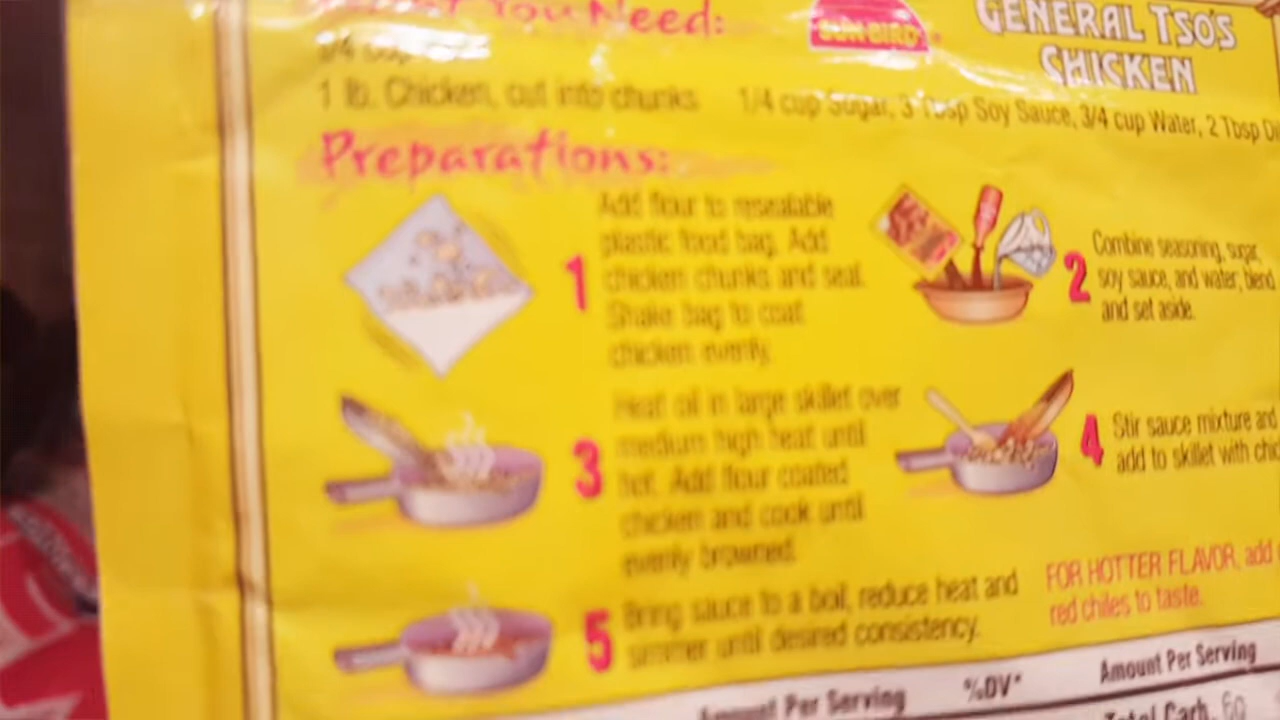 You Need:
SUN BIRD
GENERAL TSO'S
CHICKEN
1 lb. Chicken, cut into chunks
1/4 cup Sugar, 3 Tbsp Soy Sauce, 3/4 cup Water, 2 Tbsp
Preparations:
1
Add flour to resealable
plastic food bag. Add
chicken chunks and seal.
Shake bag to coat
chicken evenly.
2
Combine seasoning, sugar,
soy sauce, and water, blend
and set aside.
3
Heat oil in large skillet over
medium high heat until
hot. Add flour coated
chicken and cook until
evenly browned.
4
Stir sauce mixture and
add to skillet with
5
Bring sauce to a boil, reduce heat and
simmer until desired consistency.
FOR HOTTER FLAVOR, add
red chiles to taste.
Amount Per Serving
%DV*
Amount Per Serving
Total Carb.